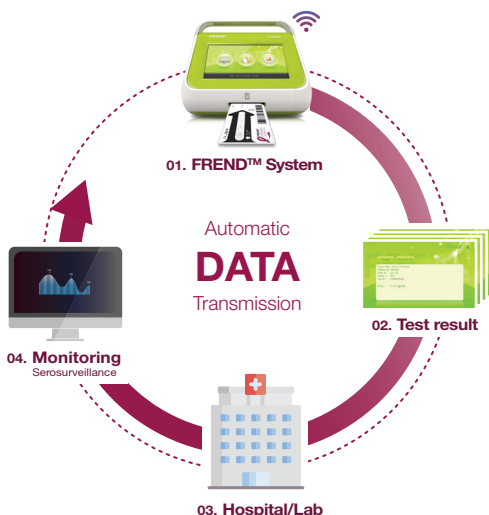 01. FREND™ System
Automatic
DATA
Transmission
02. Test result
04. Monitoring
Serosurveillance
03. Hospital/Lab